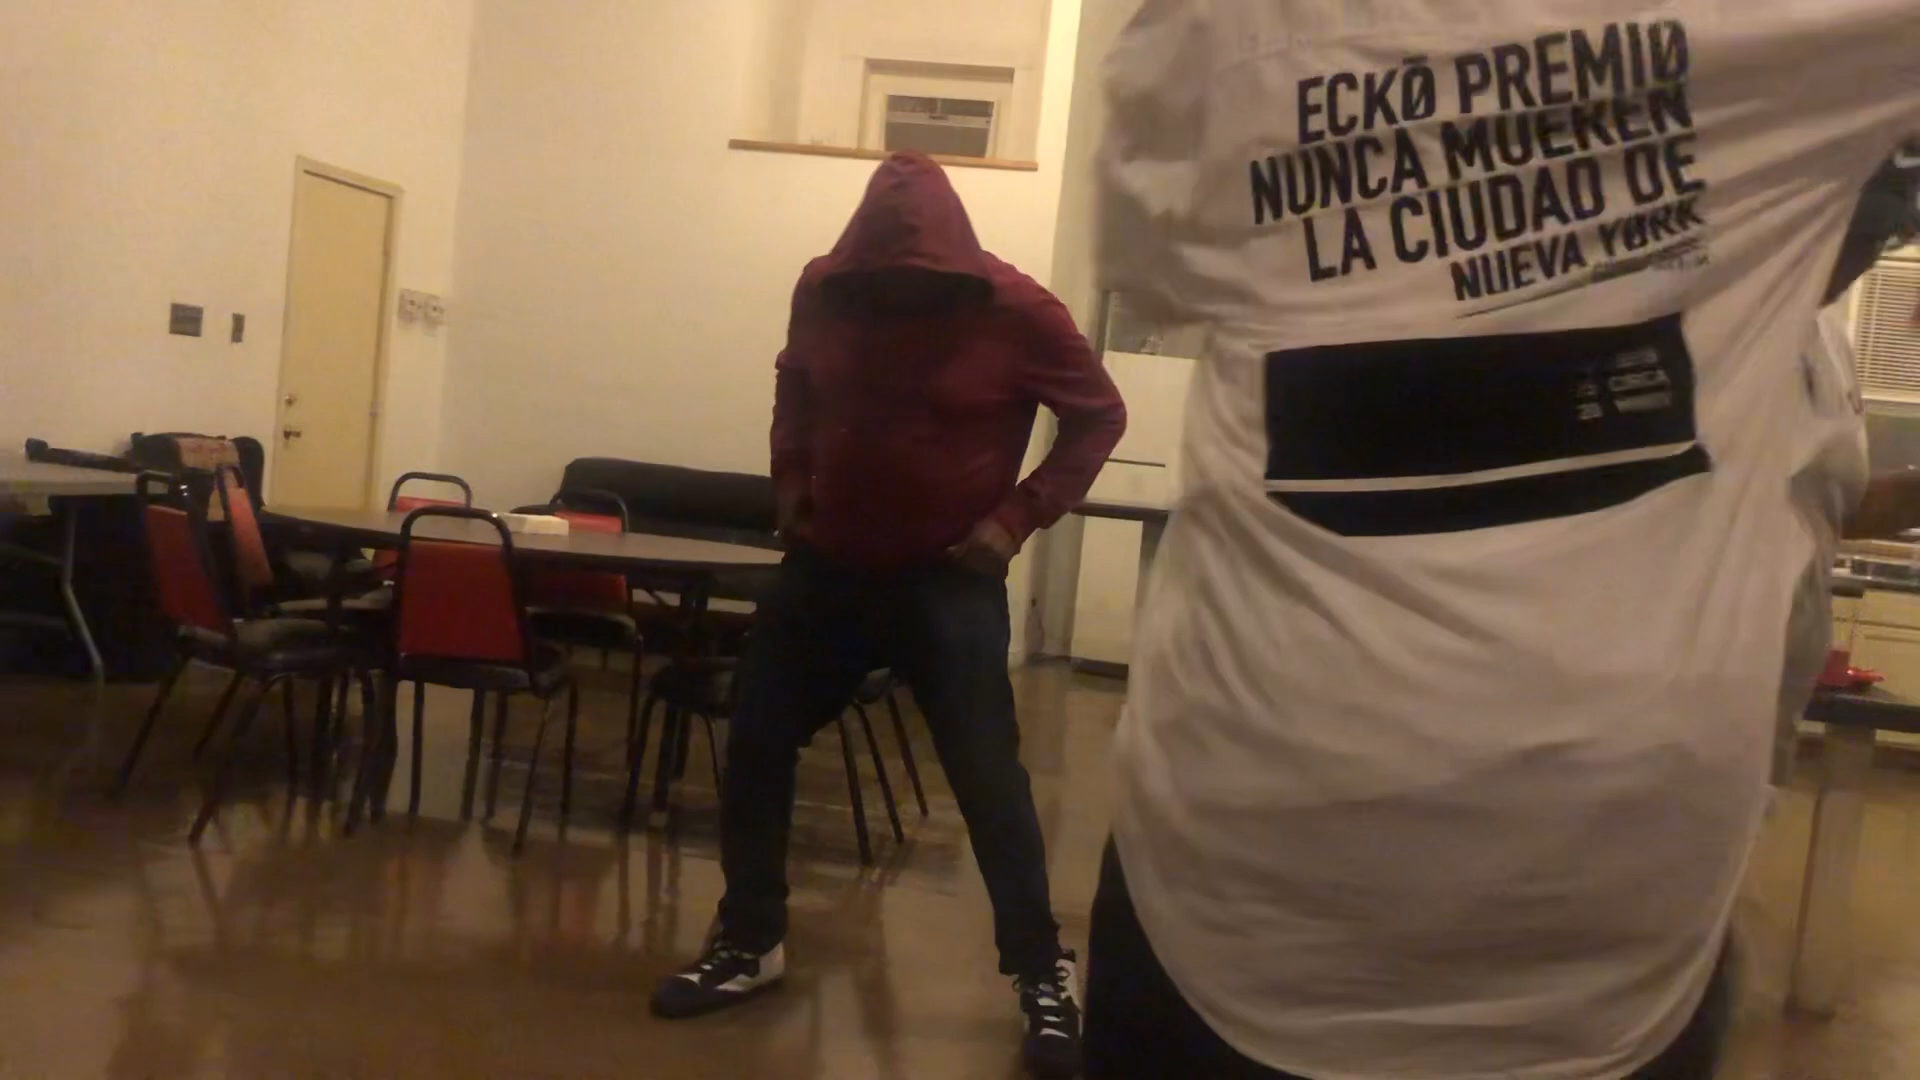 ECKŌ PREMIØ
NUNCA MUEREN
LA CIUDAD DE
NUEVA YØRK